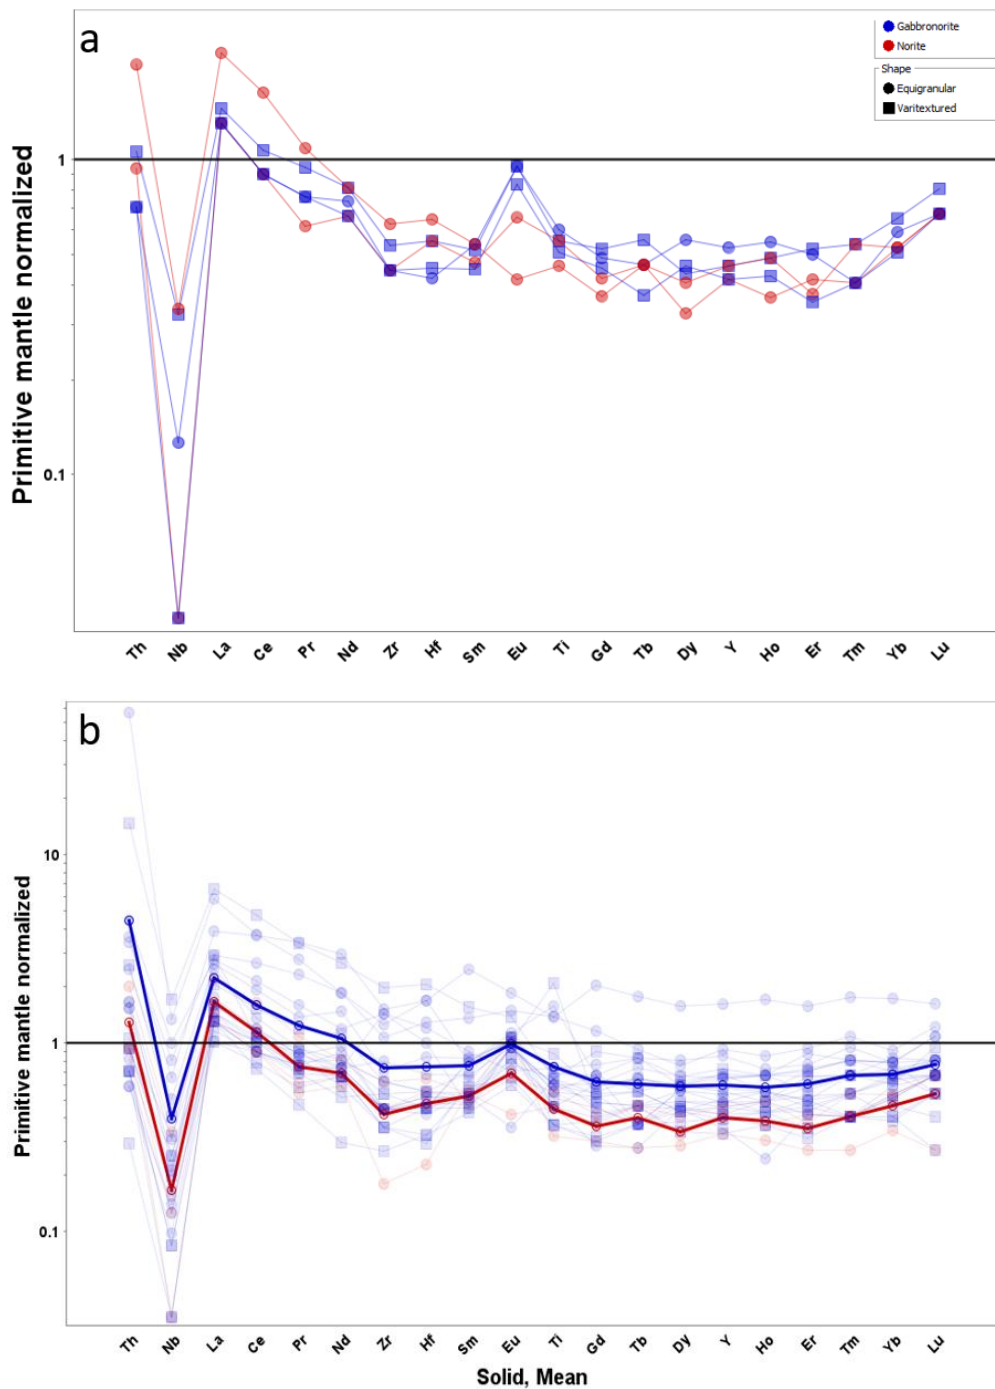 a
Gabbronorite
Norite
Shape
Equigranular
Varitextured
Primitive mantle normalized
1
0.1
Th Nb La Ce Pr Nd Zr Hf Sm Eu Ti Gd Tb Dy Y Ho Er Tm Yb Lu
b
Primitive mantle normalized
10
1
0.1
Th Nb La Ce Pr Nd Zr Hf Sm Eu Ti Gd Tb Dy Y Ho Er Tm Yb Lu
Solid, Mean